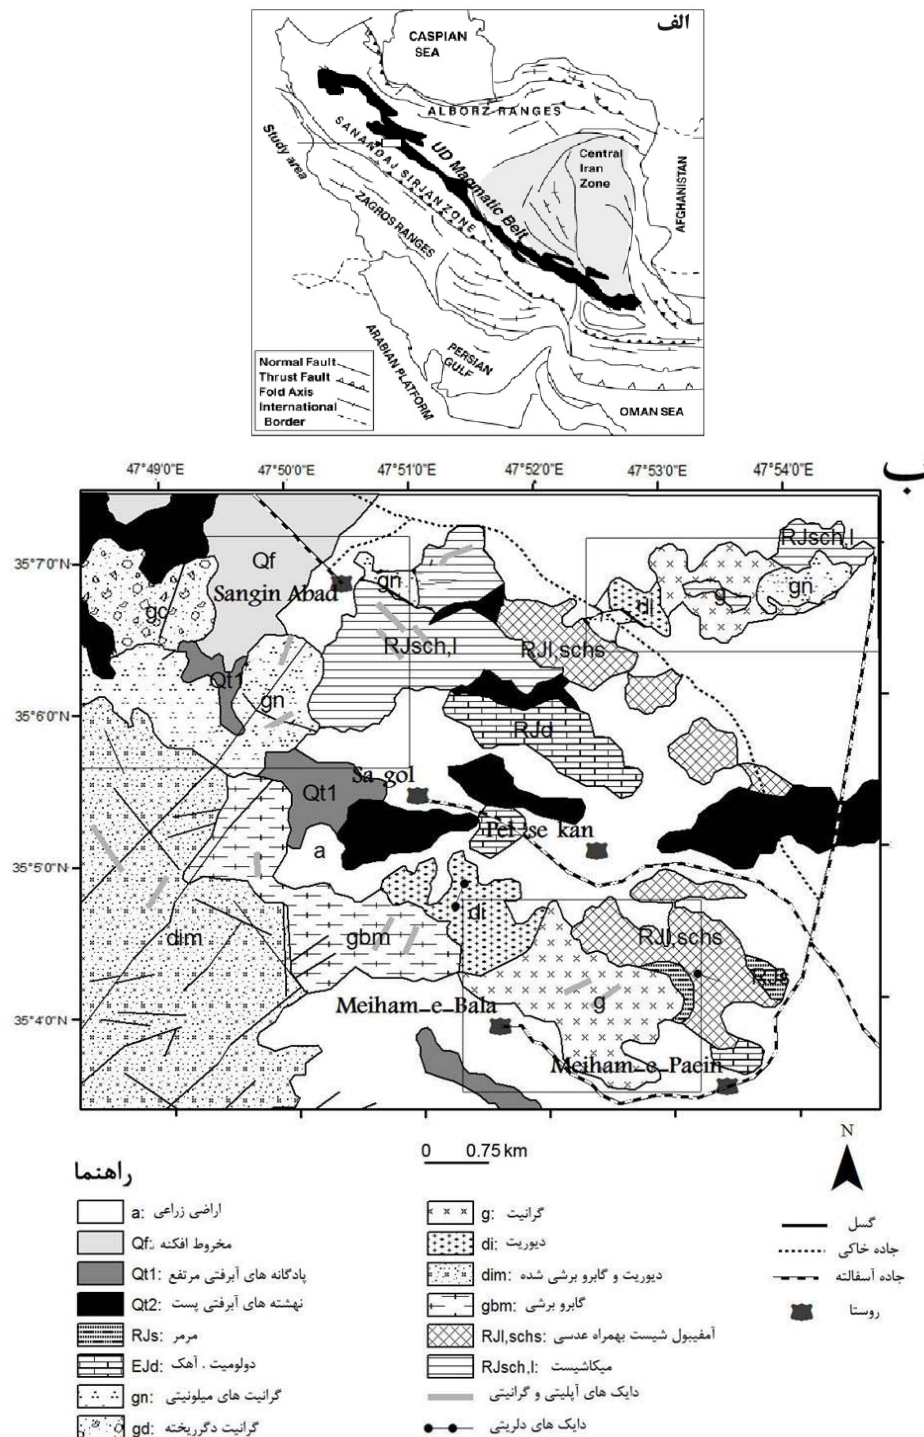 الف
CASPIAN
SEA
ALBORZ RANGES
SANANDAJ SIRJAN ZONE
UD Magmatic Belt
Central
Iran
Zone
AFGHANISTAN
Study area
ZAGROS RANGES
ARABIAN PLATFORM
PERSIAN
GULF
OMAN SEA
Normal Fault
Thrust Fault
Fold Axis
International
Border
ب
47°49'0"E 47°50'0"E 47°51'0"E 47°52'0"E 47°53'0"E 47°54'0"E
35°7'0"N
35°6'0"N
35°5'0"N
35°4'0"N
Qf
Sangin Abad
gn
RJsch,l
RJsch,l
di
g
gn
gc
Qt1
gn
RJl,schs
RJd
Sa gol
Qt1
Pei se kan
a
di
dim
gbm
RJl,schs
RJs
g
Meiham-e-Bala
Meiham-e-Paein
0 0.75 km
N
راهنما
a: اراضی زراعی
Qf: مخروط افکنه
Qt1: پادگانه های آبرفتی مرتفع
Qt2: نهشته های آبرفتی پست
RJs: مرمر
EJd: دولومیت . آهک
gn: گرانیت های میلونیتی
gd: گرانیت دگرریخته
g: گرانیت
di: دیوریت
dim: دیوریت و گابرو برشی شده
gbm: گابرو برشی
RJl,schs: آمفیبول شیست بهمراه عدسی
RJsch,l: میکاشیست
دایک های آپلیتی و گرانیتی
دایک های دلریتی
گسل
جاده خاکی
جاده آسفالته
روستا